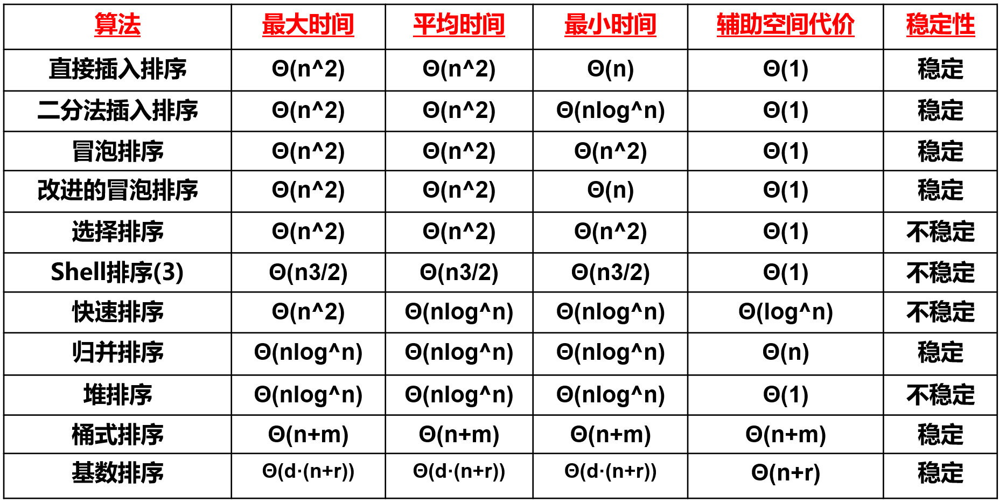 算法 最大时间 平均时间 最小时间 辅助空间代价 稳定性
直接插入排序 Θ(n^2) Θ(n^2) Θ(n) Θ(1) 稳定
二分法插入排序 Θ(n^2) Θ(n^2) Θ(nlog^n) Θ(1) 稳定
冒泡排序 Θ(n^2) Θ(n^2) Θ(n^2) Θ(1) 稳定
改进的冒泡排序 Θ(n^2) Θ(n^2) Θ(n) Θ(1) 稳定
选择排序 Θ(n^2) Θ(n^2) Θ(n^2) Θ(1) 不稳定
Shell排序(3) Θ(n3/2) Θ(n3/2) Θ(n3/2) Θ(1) 不稳定
快速排序 Θ(n^2) Θ(nlog^n) Θ(nlog^n) Θ(log^n) 不稳定
归并排序 Θ(nlog^n) Θ(nlog^n) Θ(nlog^n) Θ(n) 稳定
堆排序 Θ(nlog^n) Θ(nlog^n) Θ(nlog^n) Θ(1) 不稳定
桶式排序 Θ(n+m) Θ(n+m) Θ(n+m) Θ(n+m) 稳定
基数排序 Θ(d·(n+r)) Θ(d·(n+r)) Θ(d·(n+r)) Θ(n+r) 稳定